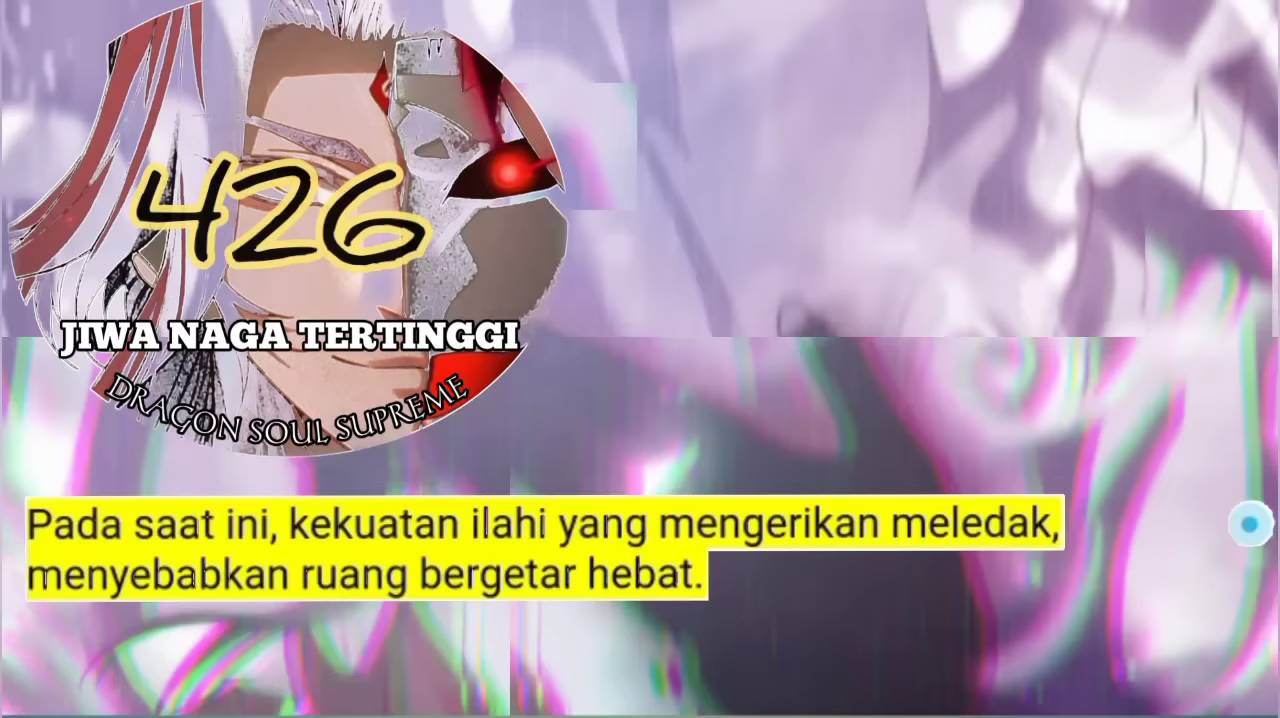 426
JIWA NAGA TERTINGGI
DRAGON SOUL SUPREME
Pada saat ini, kekuatan ilahi yang mengerikan meledak,
menyebabkan ruang bergetar hebat.